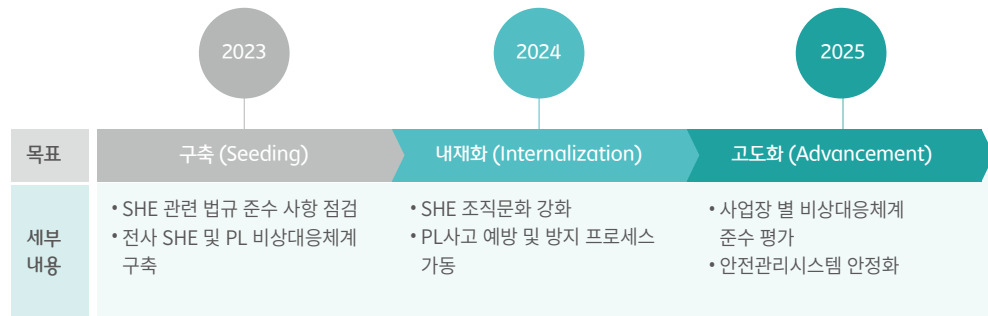 2023
2024
2025
목표
구축 (Seeding)
내재화 (Internalization)
고도화 (Advancement)
세부
내용
• SHE 관련 법규 준수 사항 점검
• 전사 SHE 및 PL 비상대응체계
구축
• SHE 조직문화 강화
• PL사고 예방 및 방지 프로세스
가동
• 사업장 별 비상대응체계
준수 평가
• 안전관리시스템 안정화